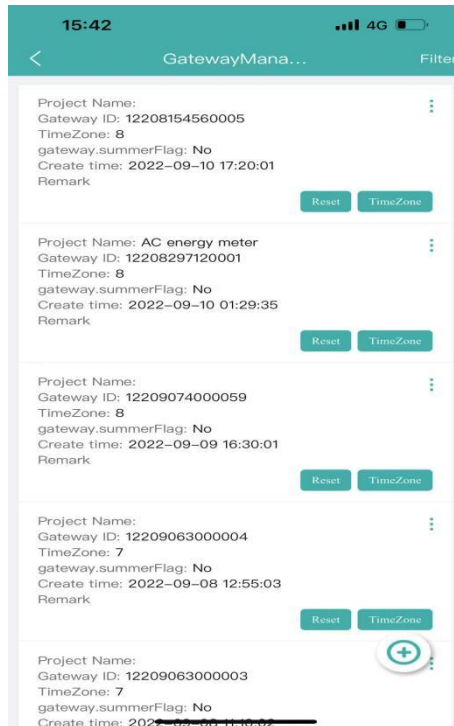 15:42
4G
GatewayMana...
Filter
Project Name:
Gateway ID: 12208154560005
TimeZone: 8
gateway.summerFlag: No
Create time: 2022-09-10 17:20:01
Remark
Reset TimeZone
Project Name: AC energy meter
Gateway ID: 12208297120001
TimeZone: 8
gateway.summerFlag: No
Create time: 2022-09-10 01:29:35
Remark
Reset TimeZone
Project Name:
Gateway ID: 12209074000059
TimeZone: 8
gateway.summerFlag: No
Create time: 2022-09-09 16:30:01
Remark
Reset TimeZone
Project Name:
Gateway ID: 12209063000004
TimeZone: 7
gateway.summerFlag: No
Create time: 2022-09-08 12:55:03
Remark
Reset TimeZone
Project Name:
Gateway ID: 12209063000003
TimeZone: 7
gateway.summerFlag: No
Create time: